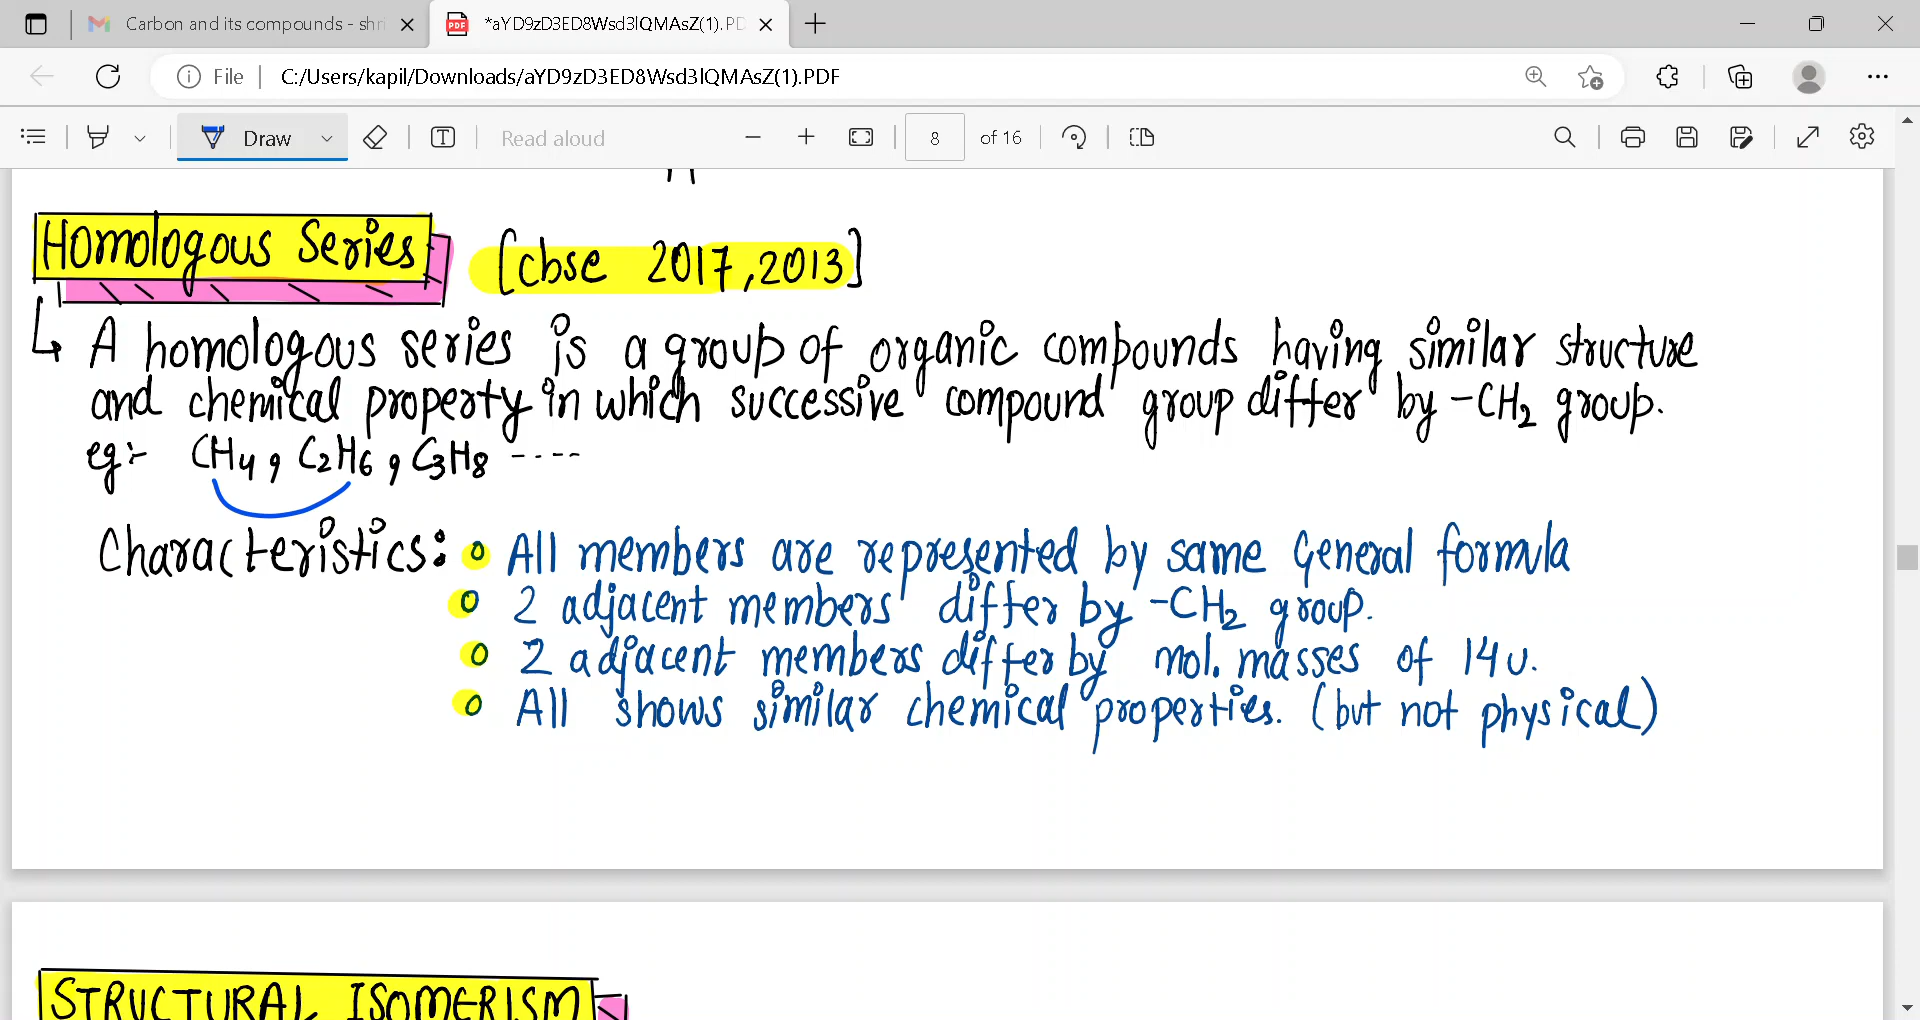 Carbon and its compounds - shri
*aYD9zD3ED8Wsd3lQMAsZ(1).PD
File
C:/Users/kapil/Downloads/aYD9zD3ED8Wsd3lQMAsZ(1).PDF
Draw
Read aloud
8 of 16
Homologous Series
[cbse 2017,2013]
A homologous series is a group of organic compounds having similar structure
and chemical property in which successive compound group differ by -CH2 group.
eg:- CH4, C2H6, C3H8 -----
Characteristics:
o All members are represented by same General formula
o 2 adjacent members differ by -CH2 group.
o 2 adjacent members differ by mol. masses of 14u.
o All shows similar chemical properties. (but not physical)
STRUCTURAL ISOMERISM